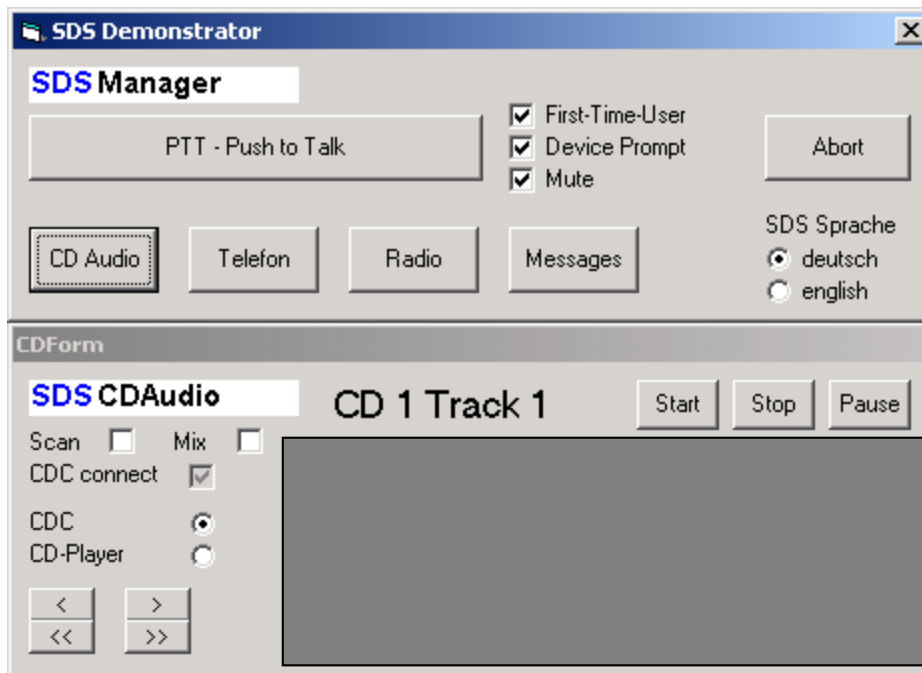 SDS Demonstrator
SDS Manager
PTT - Push to Talk
First-Time-User
Device Prompt
Mute
Abort
CD Audio
Telefon
Radio
Messages
SDS Sprache
deutsch
english
CDForm
SDS CDAudio
CD 1 Track 1
Start
Stop
Pause
Scan
Mix
CDC connect
CDC
CD-Player
< >
<< >>